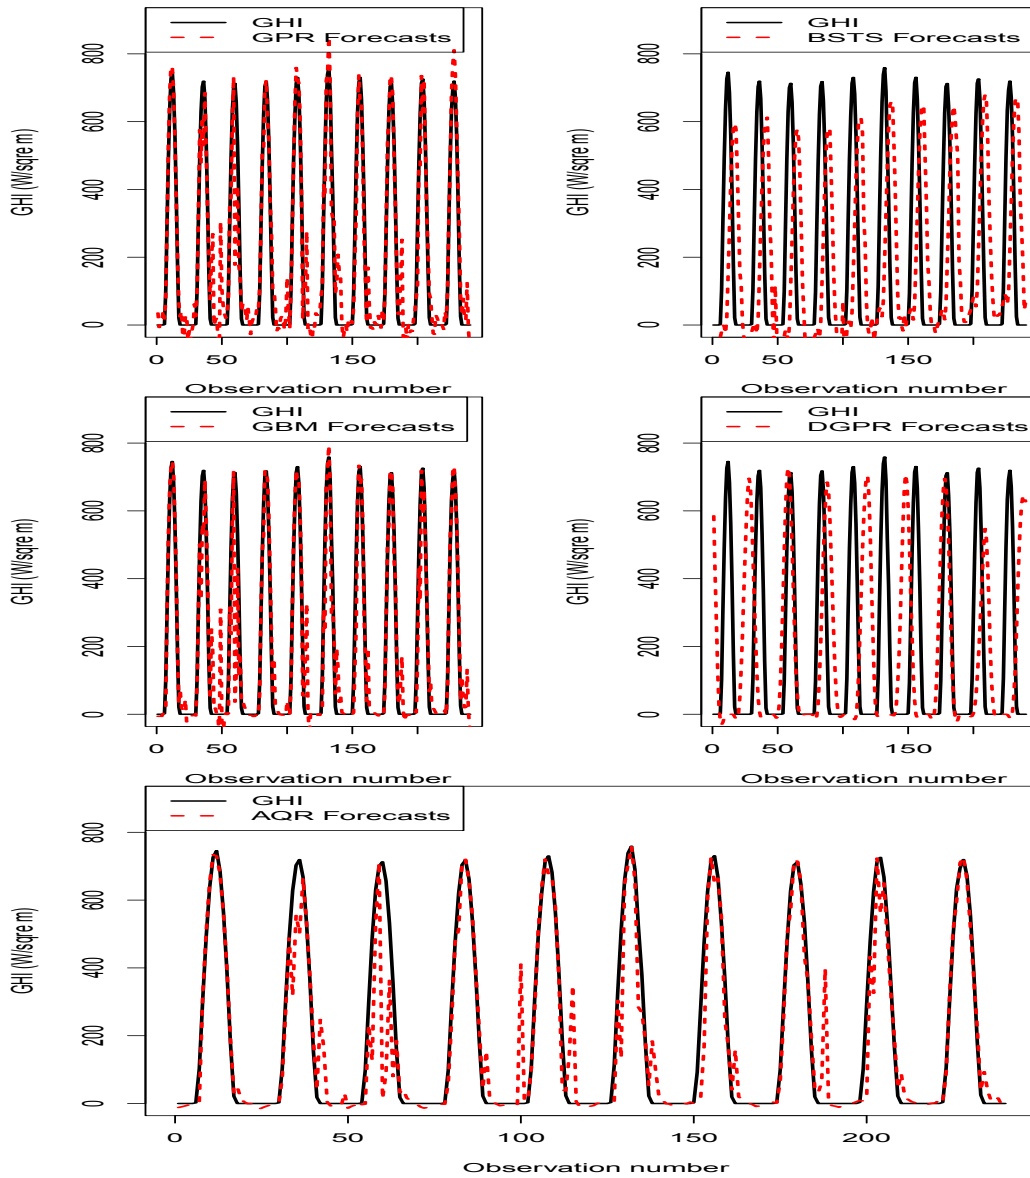 GHI
GPR Forecasts
GHI (W/sqre m)
0 200 400 600 800
0 50 150
Observation number
GHI
BSTS Forecasts
GHI (W/sqre m)
0 200 400 600 800
0 50 150
Observation number
GHI
GBM Forecasts
GHI (W/sqre m)
0 200 400 600 800
0 50 150
Observation number
GHI
DGPR Forecasts
GHI (W/sqre m)
0 200 400 600 800
0 50 150
Observation number
GHI
AQR Forecasts
GHI (W/sqre m)
0 200 400 600 800
0 50 100 150 200
Observation number